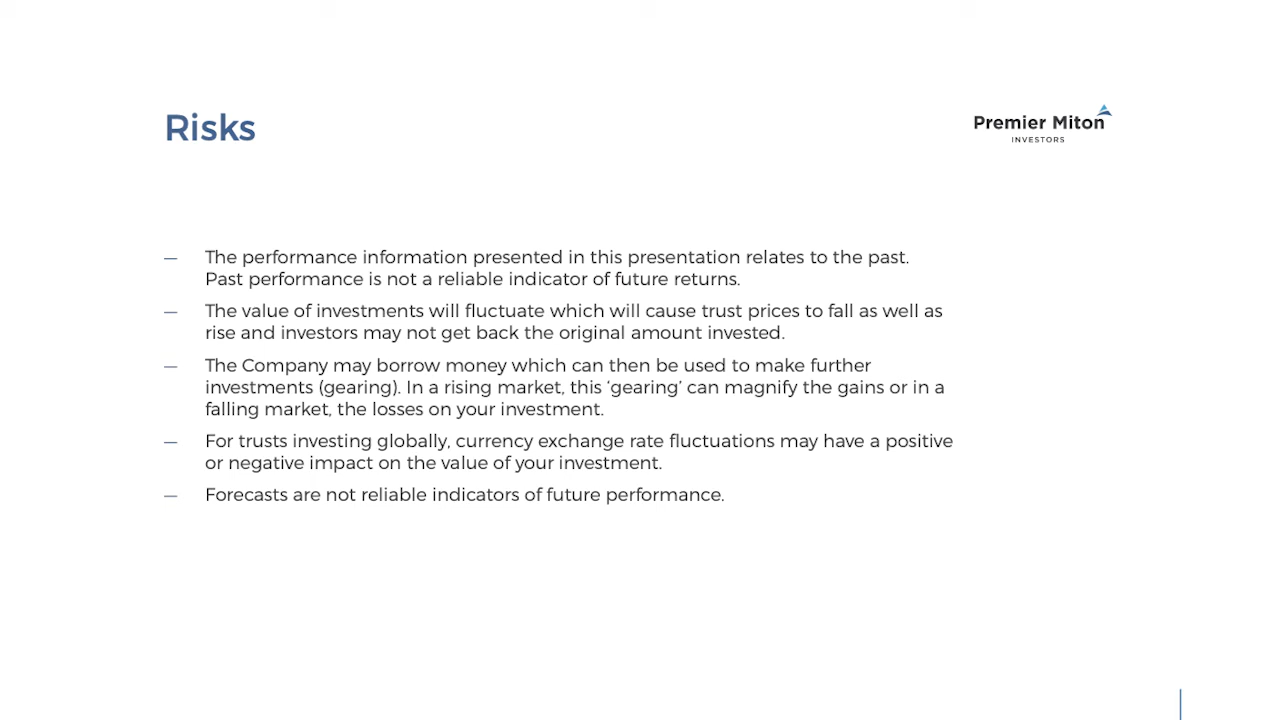 Risks
Premier Miton
INVESTORS
— The performance information presented in this presentation relates to the past.
Past performance is not a reliable indicator of future returns.
— The value of investments will fluctuate which will cause trust prices to fall as well as
rise and investors may not get back the original amount invested.
— The Company may borrow money which can then be used to make further
investments (gearing). In a rising market, this ‘gearing’ can magnify the gains or in a
falling market, the losses on your investment.
— For trusts investing globally, currency exchange rate fluctuations may have a positive
or negative impact on the value of your investment.
— Forecasts are not reliable indicators of future performance.